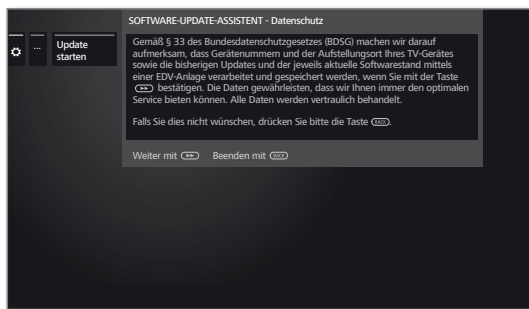 SOFTWARE-UPDATE-ASSISTENT - Datenschutz
...
Update
starten
Gemäß § 33 des Bundesdatenschutzgesetzes (BDSG) machen wir darauf
aufmerksam, dass Gerätenummern und der Aufstellungsort Ihres TV-Gerätes
sowie die bisherigen Updates und der jeweils aktuelle Softwarestand mittels
einer EDV-Anlage verarbeitet und gespeichert werden, wenn Sie mit der Taste
bestätigen. Die Daten gewährleisten, dass wir Ihnen immer den optimalen
Service bieten können. Alle Daten werden vertraulich behandelt.
Falls Sie dies nicht wünschen, drücken Sie bitte die Taste BACK.
Weiter mit Beenden mit BACK